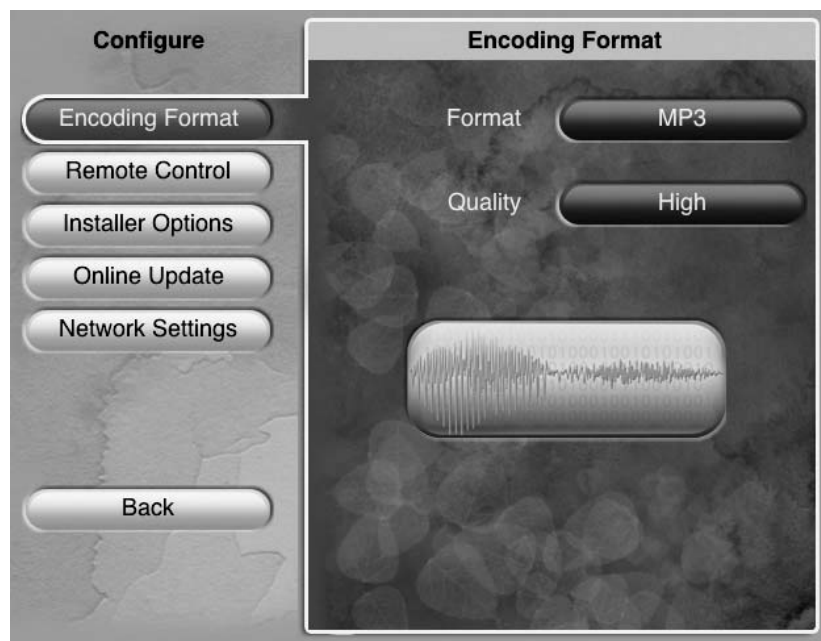 Configure
Encoding Format
Remote Control
Installer Options
Online Update
Network Settings
Back
Encoding Format
Format MP3
Quality High